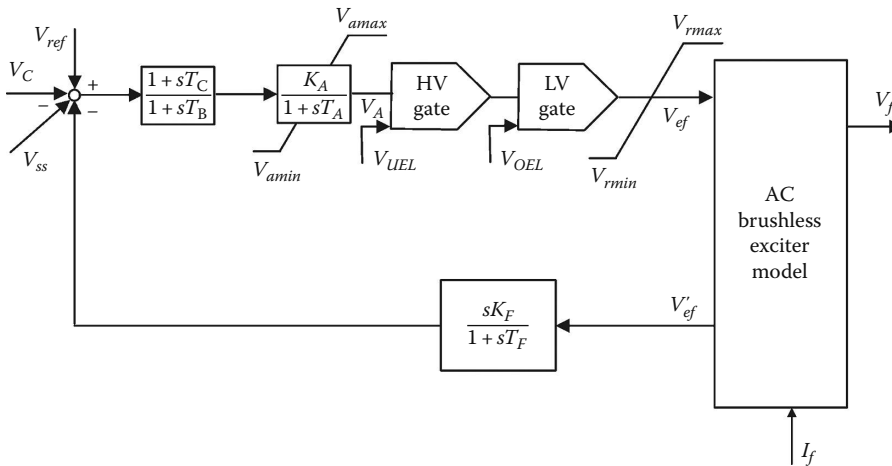 V_ref
V_C
+
−
−
V_ss
1 + sT_C
1 + sT_B
K_A
1 + sT_A
V_amax
V_amin
V_A
HV
gate
V_UEL
LV
gate
V_OEL
V_rmax
V_rmin
V_ef
V_f
AC
brushless
exciter
model
V'_ef
sK_F
1 + sT_F
I_f